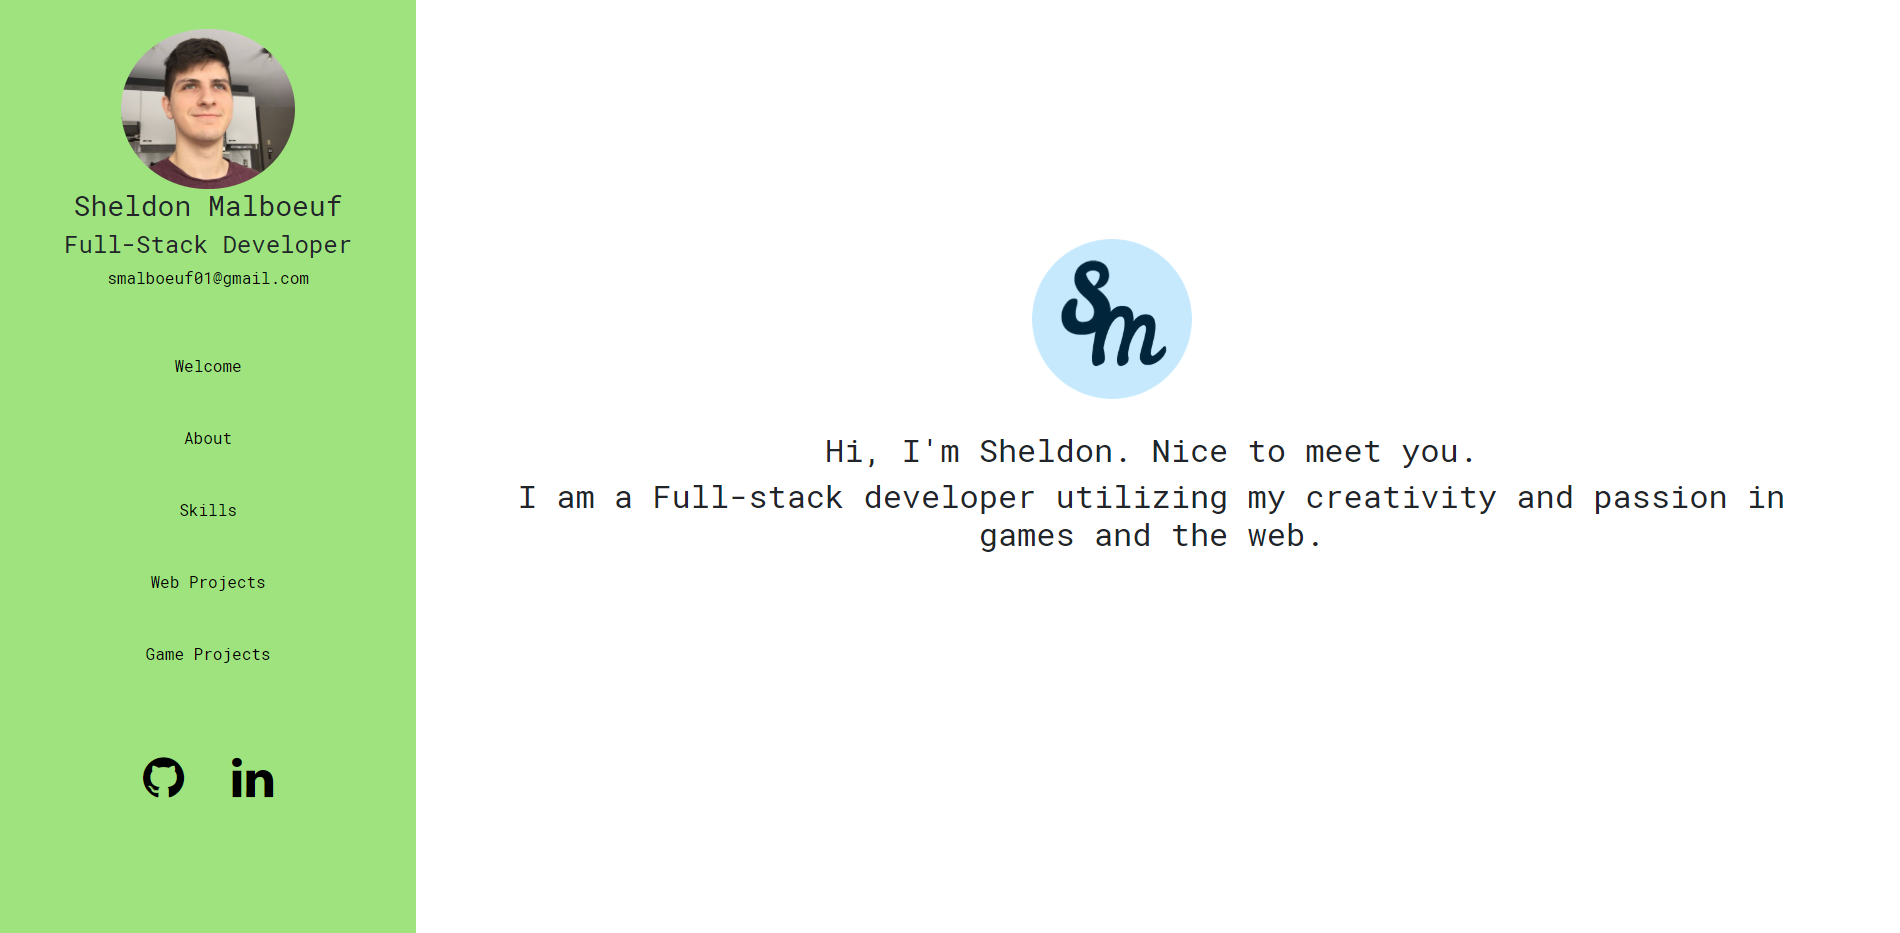 Sheldon Malboeuf
Full-Stack Developer
smalboeuf01@gmail.com
Welcome
About
Skills
Web Projects
Game Projects
in
SM
Hi, I'm Sheldon. Nice to meet you.
I am a Full-stack developer utilizing my creativity and passion in
games and the web.